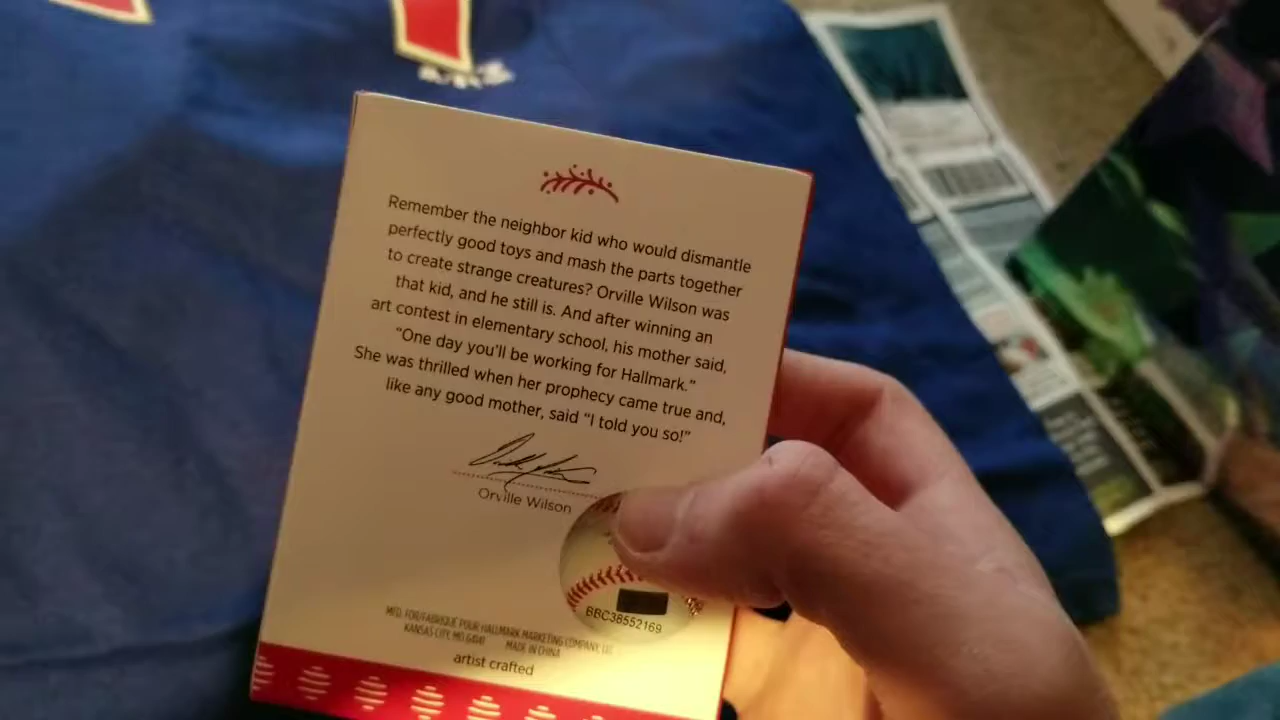 Remember the neighbor kid who would dismantle
perfectly good toys and mash the parts together
to create strange creatures? Orville Wilson was
that kid, and he still is. And after winning an
art contest in elementary school, his mother said,
“One day you’ll be working for Hallmark.”
She was thrilled when her prophecy came true and,
like any good mother, said “I told you so!”
Orville Wilson
BBC38552169
MFD. FOR/FABRIQUÉ POUR HALLMARK MARKETING COMPANY, LLC
KANSAS CITY, MO 64141 MADE IN CHINA
artist crafted